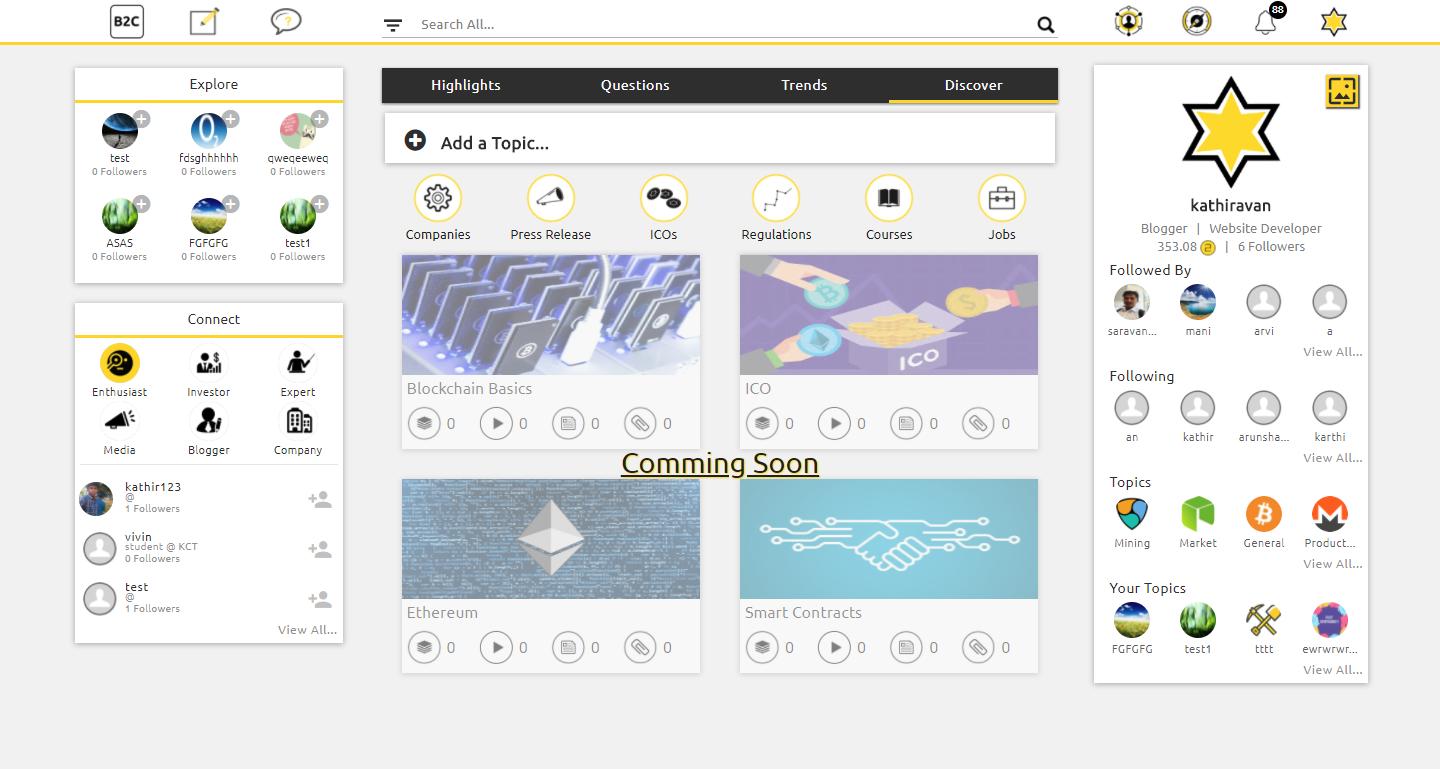 B2C
Search All...
88
Explore
test
0 Followers
fdsghhhhhh
0 Followers
qweqeeweq
0 Followers
ASAS
0 Followers
FGFGFG
0 Followers
test1
0 Followers
Connect
Enthusiast
Investor
Expert
Media
Blogger
Company
kathir123
@
1 Followers
vivin
student @ KCT
0 Followers
test
@
1 Followers
View All...
Highlights
Questions
Trends
Discover
Add a Topic...
Companies
Press Release
ICOs
Regulations
Courses
Jobs
Blockchain Basics
0 0 0 0
ICO
ICO
0 0 0 0
Comming Soon
Ethereum
0 0 0 0
Smart Contracts
0 0 0 0
kathiravan
Blogger | Website Developer
353.08 | 6 Followers
Followed By
saravan...
mani
arvi
a
View All...
Following
an
kathir
arunsha...
karthi
View All...
Topics
Mining
Market
General
Product...
View All...
Your Topics
FGFGFG
test1
tttt
ewrwrwr...
View All...